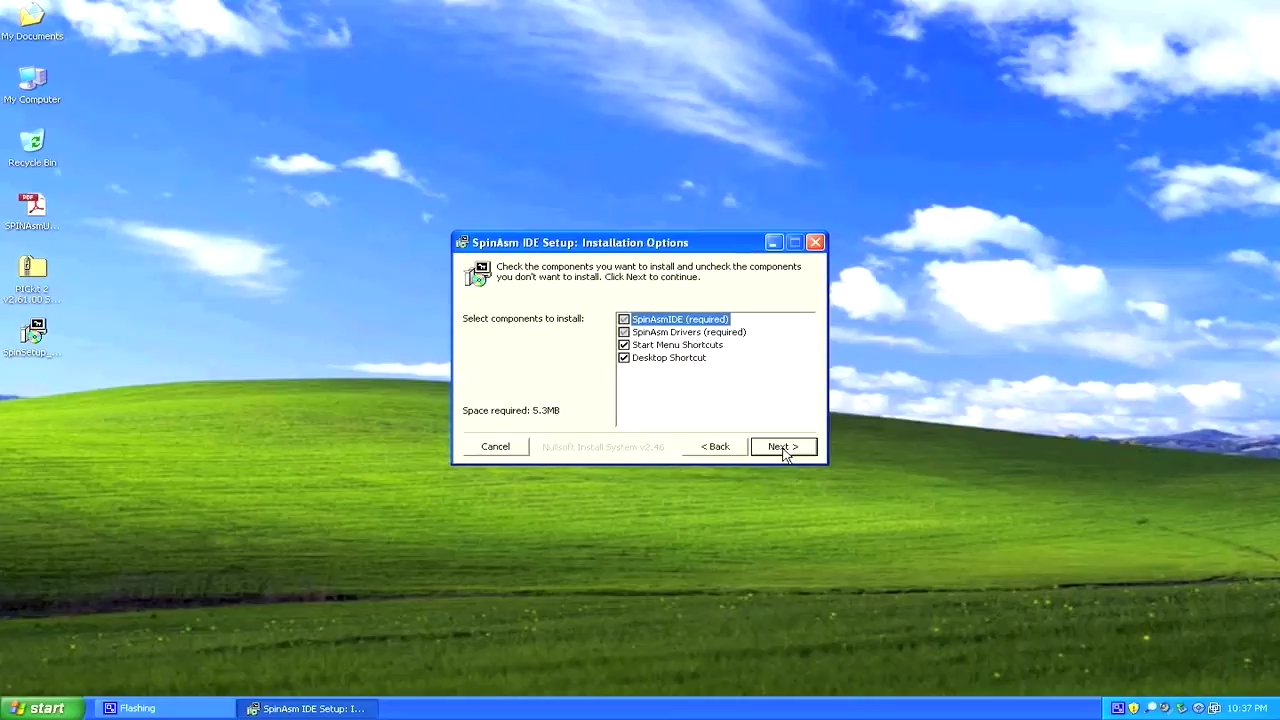 My Documents
My Computer
Recycle Bin
PDF
SPINAsmU...
PICkit 2
v2.61.00 S...
SpinSetup_...
SpinAsm IDE Setup: Installation Options
Check the components you want to install and uncheck the components
you don't want to install. Click Next to continue.
Select components to install:
SpinAsmIDE (required)
SpinAsm Drivers (required)
Start Menu Shortcuts
Desktop Shortcut
Space required: 5.3MB
Cancel
Nullsoft Install System v2.46
< Back
Next >
start
Flashing
SpinAsm IDE Setup: I...
10:37 PM